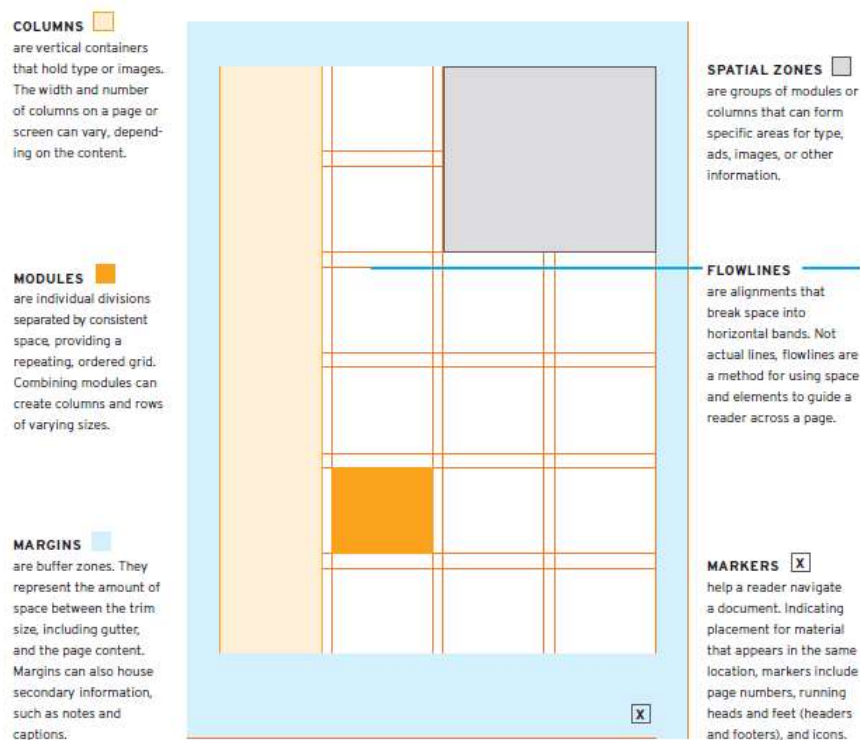 COLUMNS
are vertical containers
that hold type or images.
The width and number
of columns on a page or
screen can vary, depend-
ing on the content.
MODULES
are individual divisions
separated by consistent
space, providing a
repeating, ordered grid.
Combining modules can
create columns and rows
of varying sizes.
MARGINS
are buffer zones. They
represent the amount of
space between the trim
size, including gutter,
and the page content.
Margins can also house
secondary information,
such as notes and
captions.
X
SPATIAL ZONES
are groups of modules or
columns that can form
specific areas for type,
ads, images, or other
information.
FLOWLINES
are alignments that
break space into
horizontal bands. Not
actual lines, flowlines are
a method for using space
and elements to guide a
reader across a page.
MARKERS X
help a reader navigate
a document. Indicating
placement for material
that appears in the same
location, markers include
page numbers, running
heads and feet (headers
and footers), and icons.